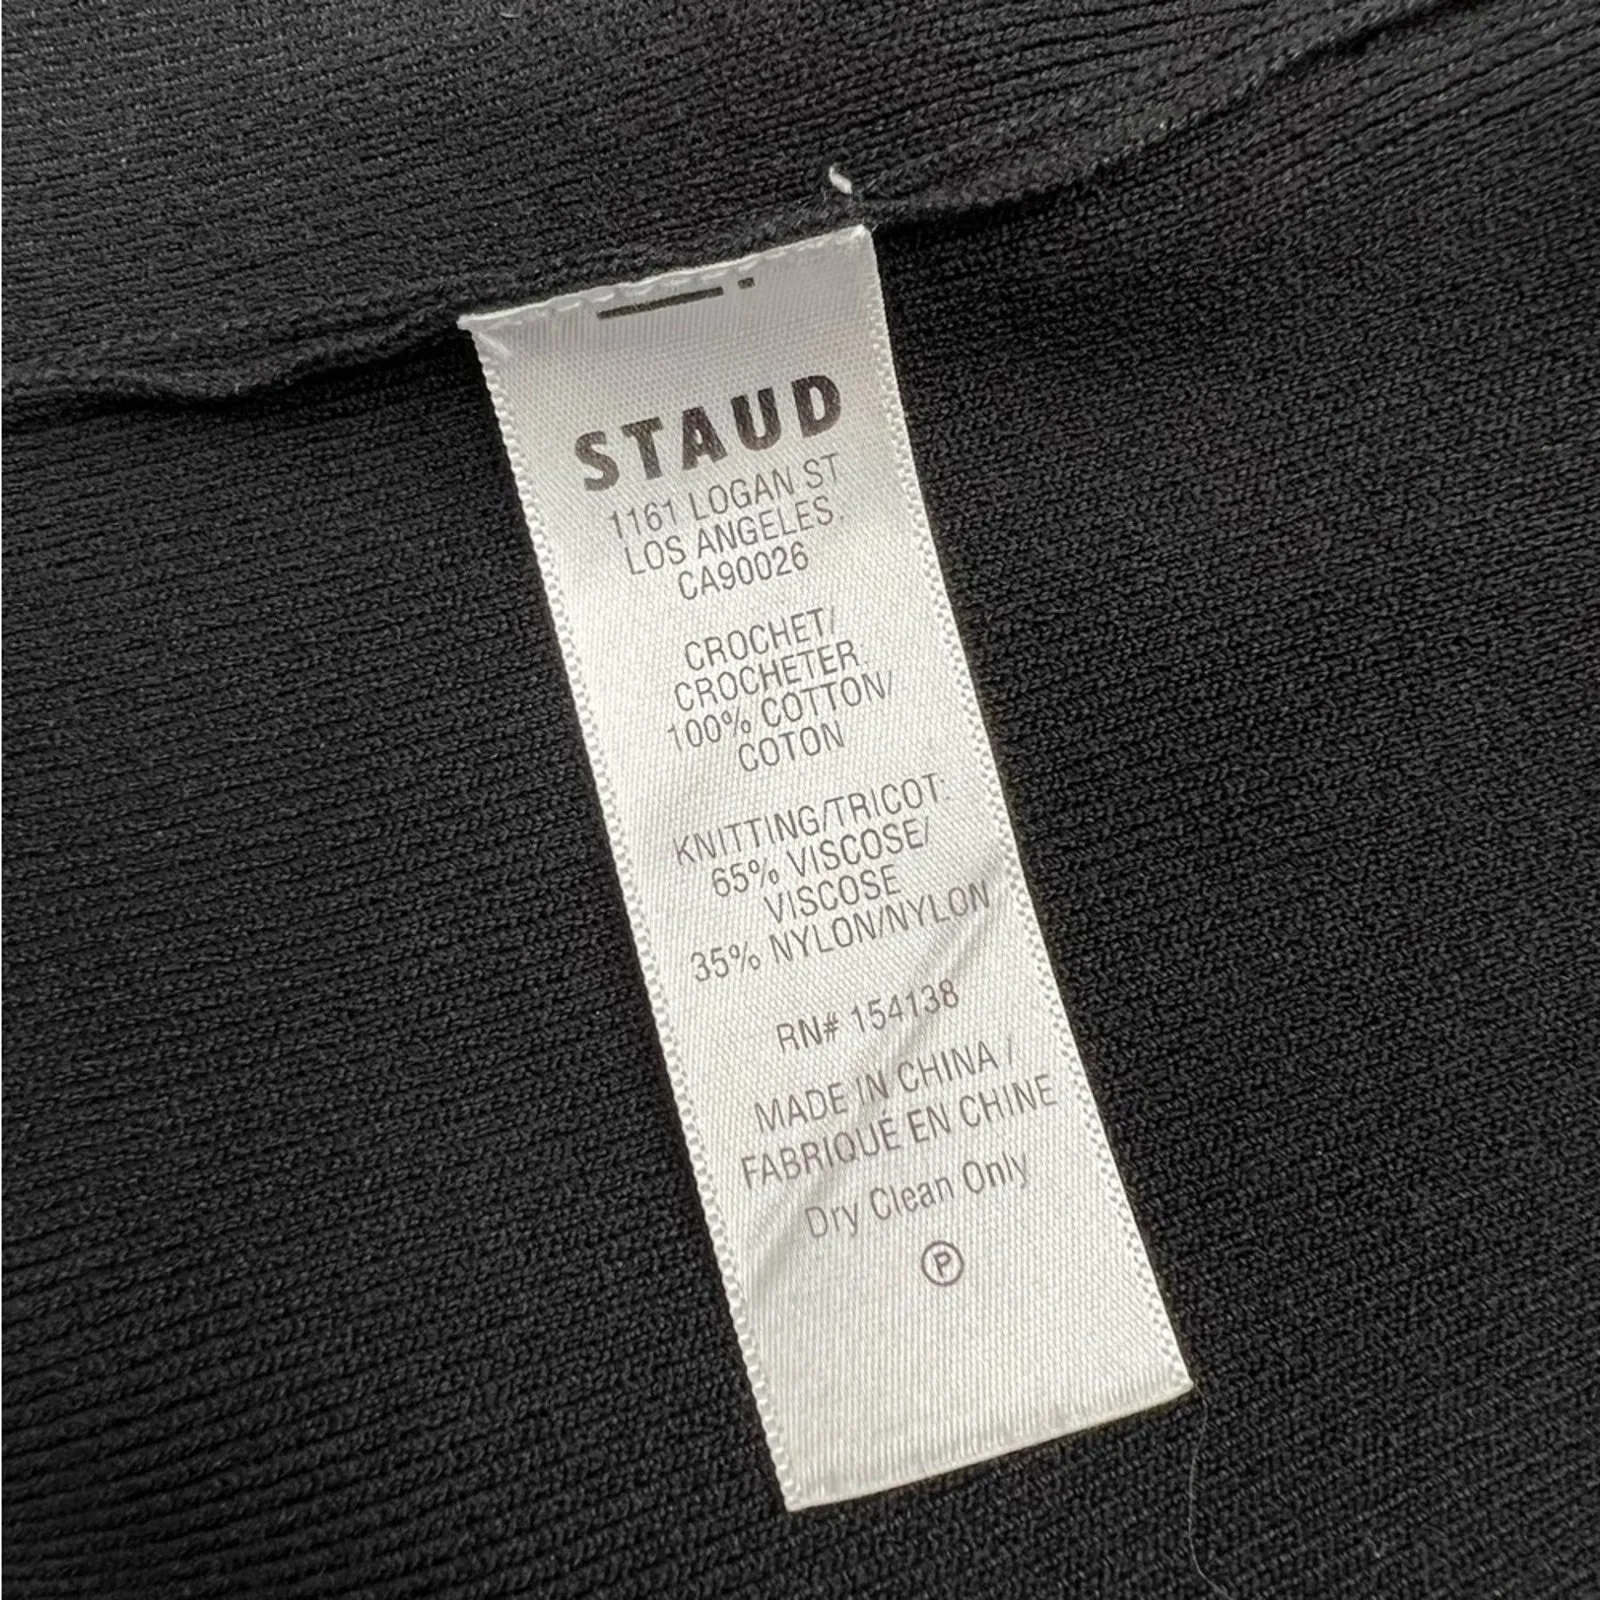 STAUD
1161 LOGAN ST
LOS ANGELES,
CA90026
CROCHET/
CROCHETER
100% COTTON/
COTON
KNITTING/TRICOT:
65% VISCOSE/
VISCOSE
35% NYLON/NYLON
RN# 154138
MADE IN CHINA /
FABRIQUÉ EN CHINE
Dry Clean Only
P